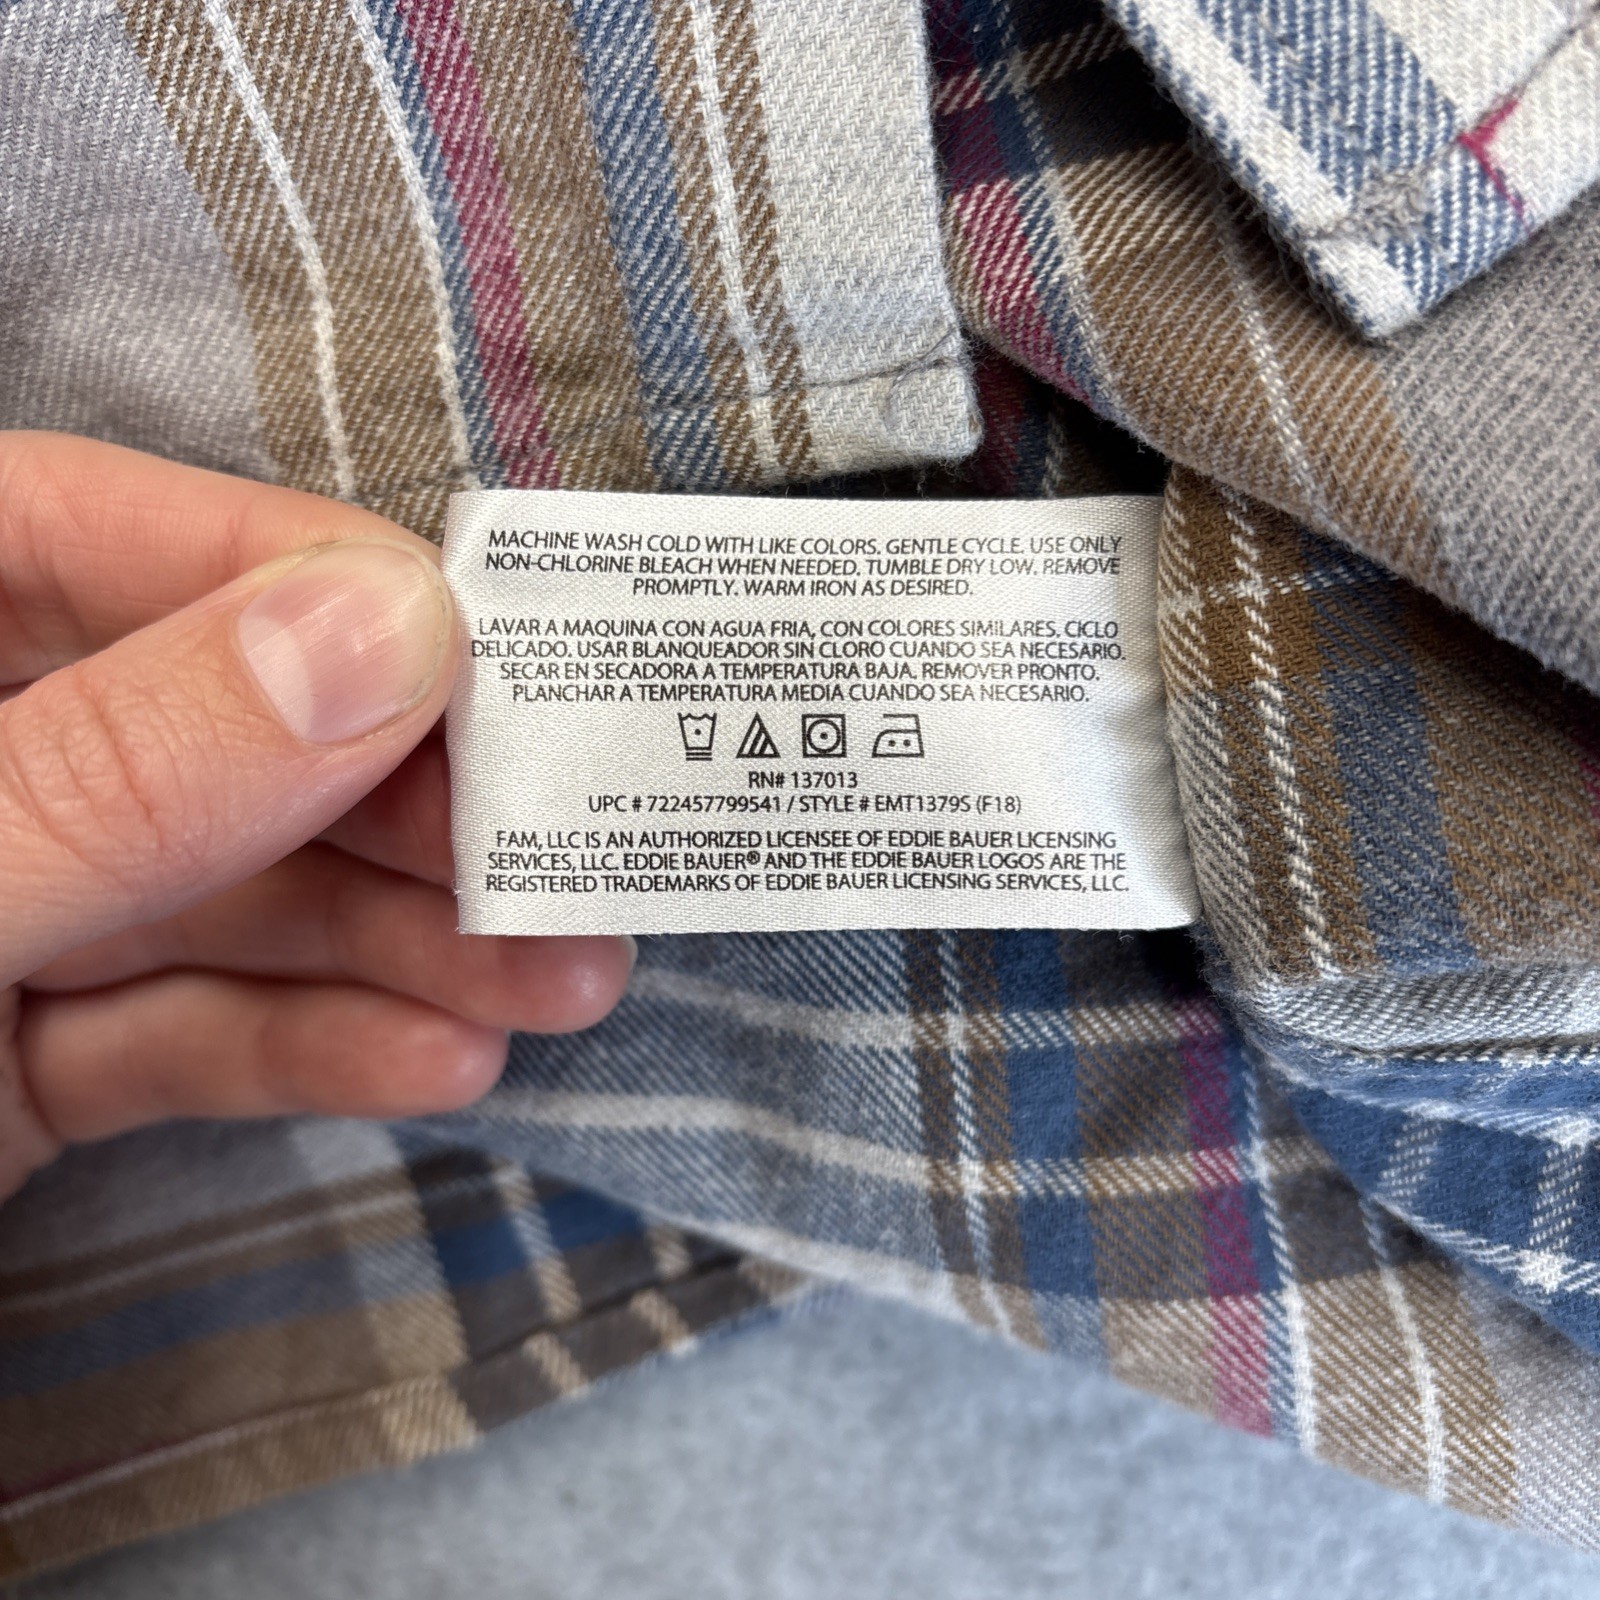 MACHINE WASH COLD WITH LIKE COLORS. GENTLE CYCLE. USE ONLY
NON-CHLORINE BLEACH WHEN NEEDED. TUMBLE DRY LOW. REMOVE
PROMPTLY. WARM IRON AS DESIRED.
LAVAR A MAQUINA CON AGUA FRIA, CON COLORES SIMILARES. CICLO
DELICADO. USAR BLANQUEADOR SIN CLORO CUANDO SEA NECESARIO.
SECAR EN SECADORA A TEMPERATURA BAJA. REMOVER PRONTO.
PLANCHAR A TEMPERATURA MEDIA CUANDO SEA NECESARIO.
RN# 137013
UPC # 722457799541 / STYLE # EMT1379S (F18)
FAM, LLC IS AN AUTHORIZED LICENSEE OF EDDIE BAUER LICENSING
SERVICES, LLC. EDDIE BAUER® AND THE EDDIE BAUER LOGOS ARE THE
REGISTERED TRADEMARKS OF EDDIE BAUER LICENSING SERVICES, LLC.